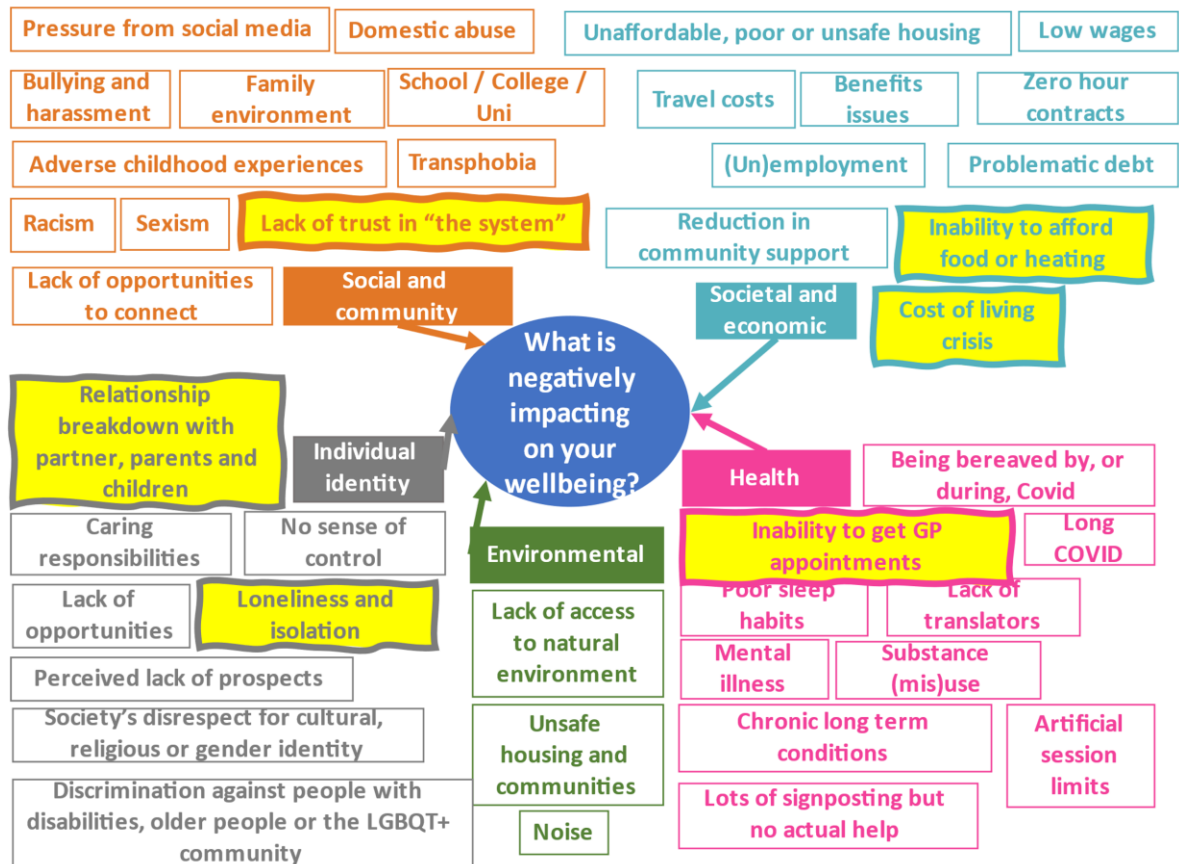 Pressure from social media
Domestic abuse
Unaffordable, poor or unsafe housing
Low wages
Bullying and
harassment
Family
environment
School / College /
Uni
Travel costs
Benefits
issues
Zero hour
contracts
Adverse childhood experiences
Transphobia
(Un)employment
Problematic debt
Racism
Sexism
Lack of trust in “the system”
Reduction in
community support
Inability to afford
food or heating
Lack of opportunities
to connect
Social and
community
Societal and
economic
Cost of living
crisis
What is
negatively
impacting
on your
wellbeing?
Relationship
breakdown with
partner, parents and
children
Individual
identity
Health
Being bereaved by, or
during, Covid
Caring
responsibilities
No sense of
control
Environmental
Inability to get GP
appointments
Long
COVID
Lack of
opportunities
Loneliness and
isolation
Lack of access
to natural
environment
Poor sleep
habits
Lack of
translators
Mental
illness
Substance
(mis)use
Perceived lack of prospects
Society’s disrespect for cultural,
religious or gender identity
Unsafe
housing and
communities
Chronic long term
conditions
Artificial
session
limits
Discrimination against people with
disabilities, older people or the LGBQT+
community
Noise
Lots of signposting but
no actual help